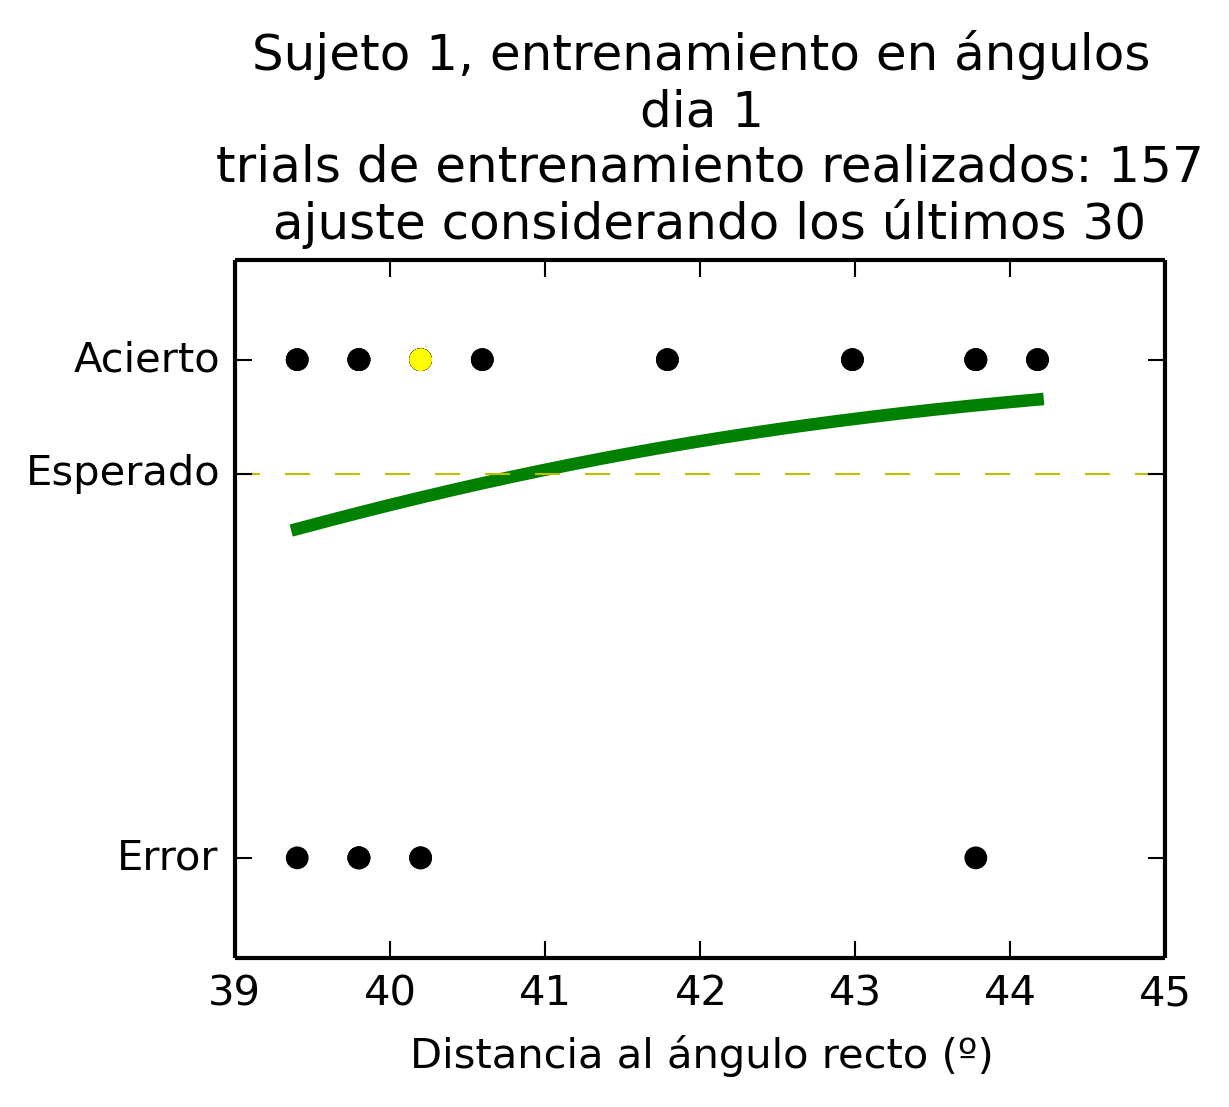 Sujeto 1, entrenamiento en ángulos
dia 1
trials de entrenamiento realizados: 157
ajuste considerando los últimos 30
Acierto
Esperado
Error
39 40 41 42 43 44 45
Distancia al ángulo recto (º)